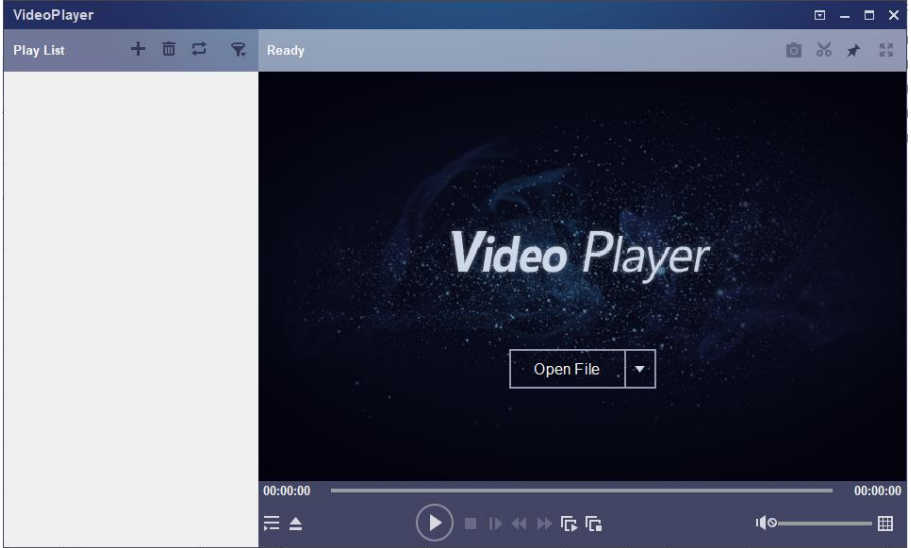 VideoPlayer
Play List
Ready
Video Player
Open File
00:00:00
00:00:00